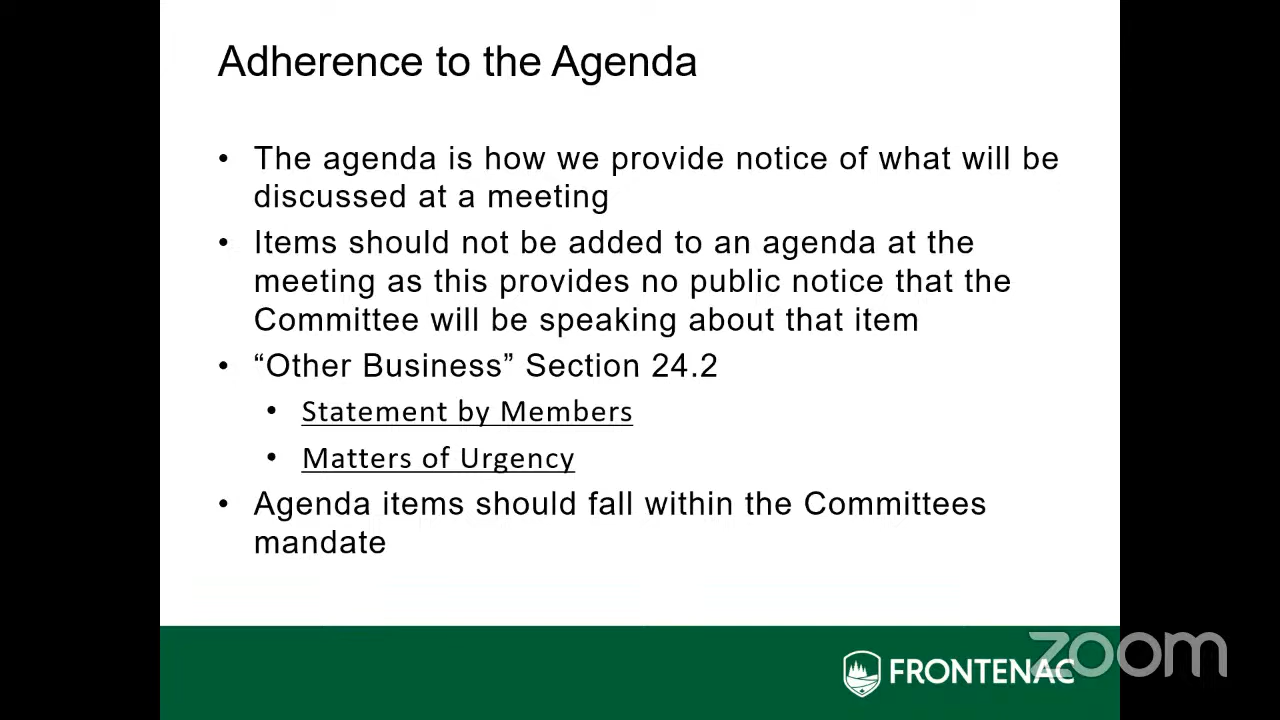 Adherence to the Agenda
• The agenda is how we provide notice of what will be
discussed at a meeting
• Items should not be added to an agenda at the
meeting as this provides no public notice that the
Committee will be speaking about that item
• “Other Business” Section 24.2
• Statement by Members
• Matters of Urgency
• Agenda items should fall within the Committees
mandate
FRONTENAC
zoom